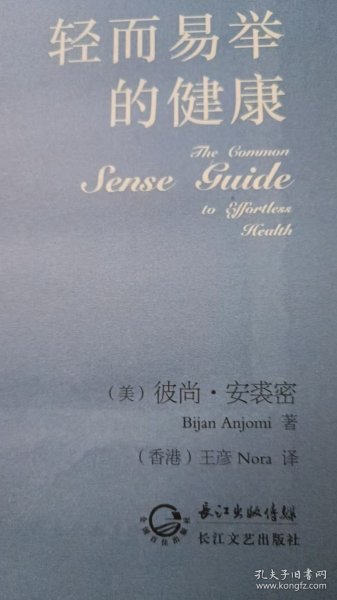 轻而易举
的健康
The Common
Sense Guide
to Effortless
Health
（美）彼尚·安裘密
Bijan Anjomi 著
（香港）王彦 Nora 译
长江出版传媒
长江文艺出版社
孔夫子旧书网
www.kongfz.com